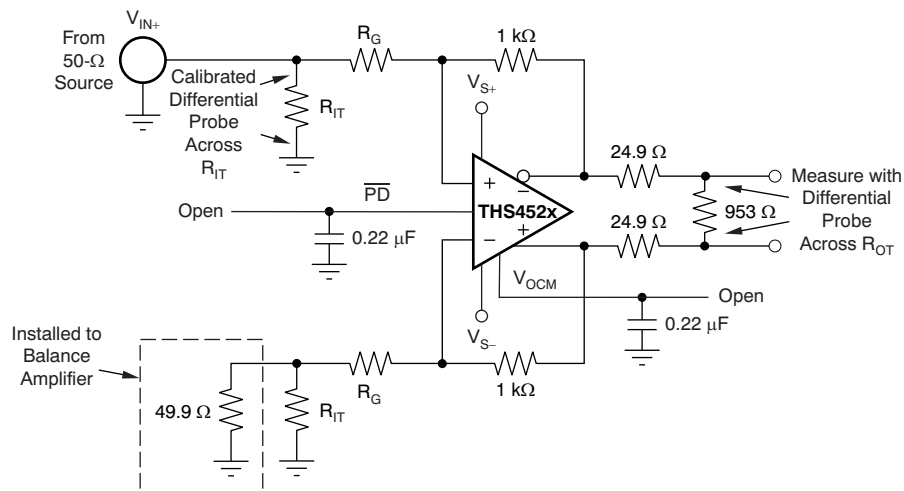 V_IN+
From
50-Ω
Source
Calibrated
Differential
Probe
Across
R_IT
R_IT
R_G
1 kΩ
V_S+
24.9 Ω
Measure with
Differential
Probe
Across R_OT
953 Ω
Open
PD
0.22 μF
+
−
THS452x
−
+
24.9 Ω
V_OCM
Open
0.22 μF
V_S−
Installed to
Balance
Amplifier
49.9 Ω
R_IT
R_G
1 kΩ